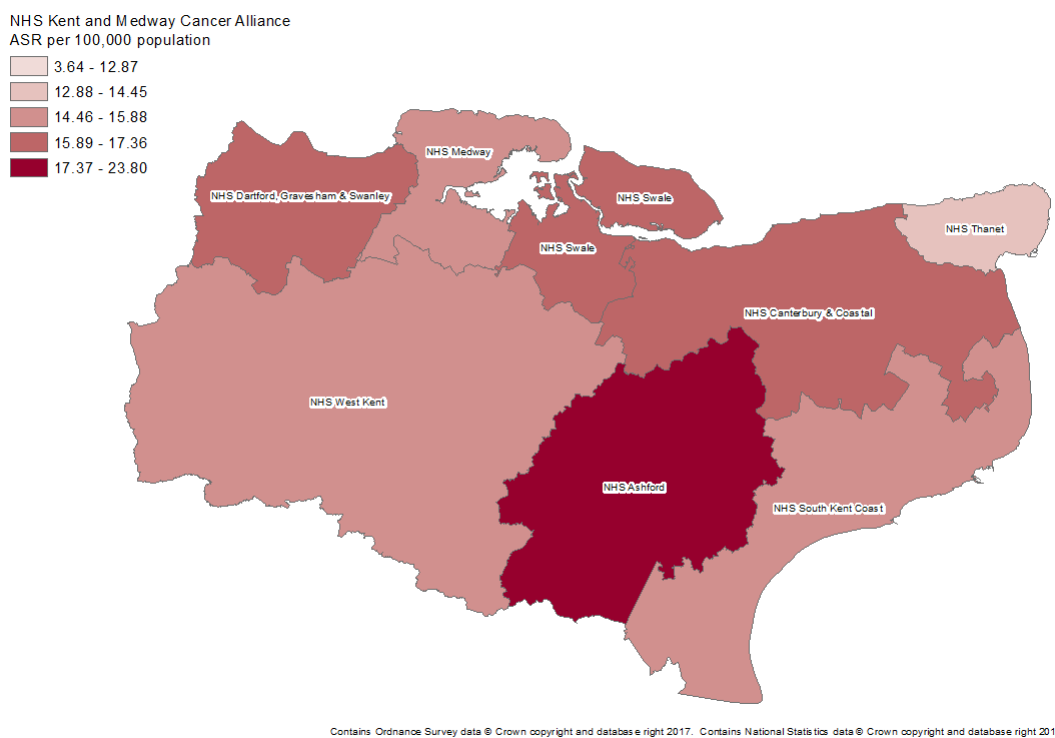 NHS Kent and Medway Cancer Alliance
ASR per 100,000 population
3.64 - 12.87
12.88 - 14.45
14.46 - 15.88
15.89 - 17.36
17.37 - 23.80
NHS Medway
NHS Dartford, Gravesham & Swanley
NHS Swale
NHS Thanet
NHS Swale
NHS Canterbury & Coastal
NHS West Kent
NHS Ashford
NHS South Kent Coast
Contains Ordnance Survey data © Crown copyright and database right 2017. Contains National Statistics data © Crown copyright and database right 201